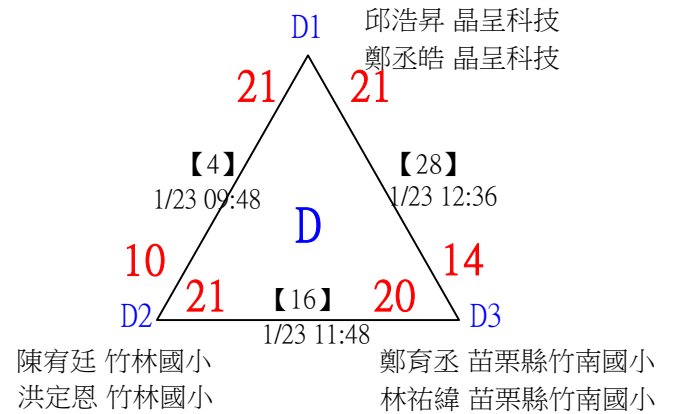 D1
邱浩昇 晶呈科技
鄭丞皓 晶呈科技
21
21
【4】
1/23 09:48
【28】
1/23 12:36
D
10
14
21
【16】
20
D2
1/23 11:48
D3
陳宥廷 竹林國小
洪定恩 竹林國小
鄭育丞 苗栗縣竹南國小
林祐緯 苗栗縣竹南國小